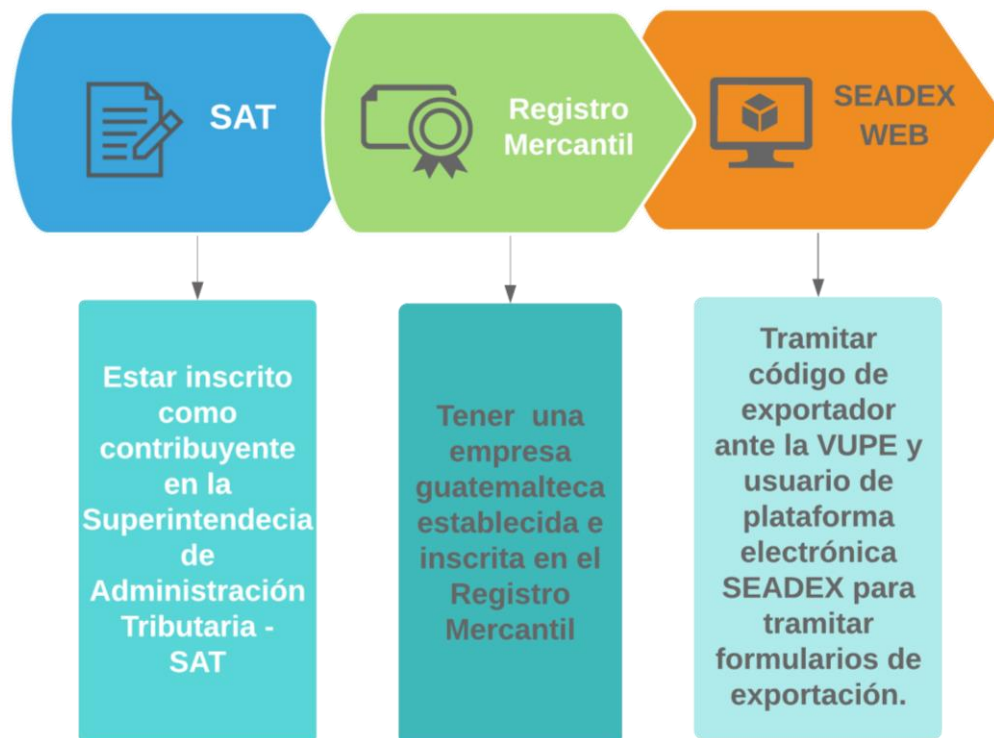 SAT
Registro
Mercantil
SEADEX
WEB
Estar inscrito
como
contribuyente
en la
Superintendecia
de
Administración
Tributaria -
SAT
Tener una
empresa
guatemalteca
establecida e
inscrita en el
Registro
Mercantil
Tramitar
código de
exportador
ante la VUPE y
usuario de
plataforma
electrónica
SEADEX para
tramitar
formularios de
exportación.